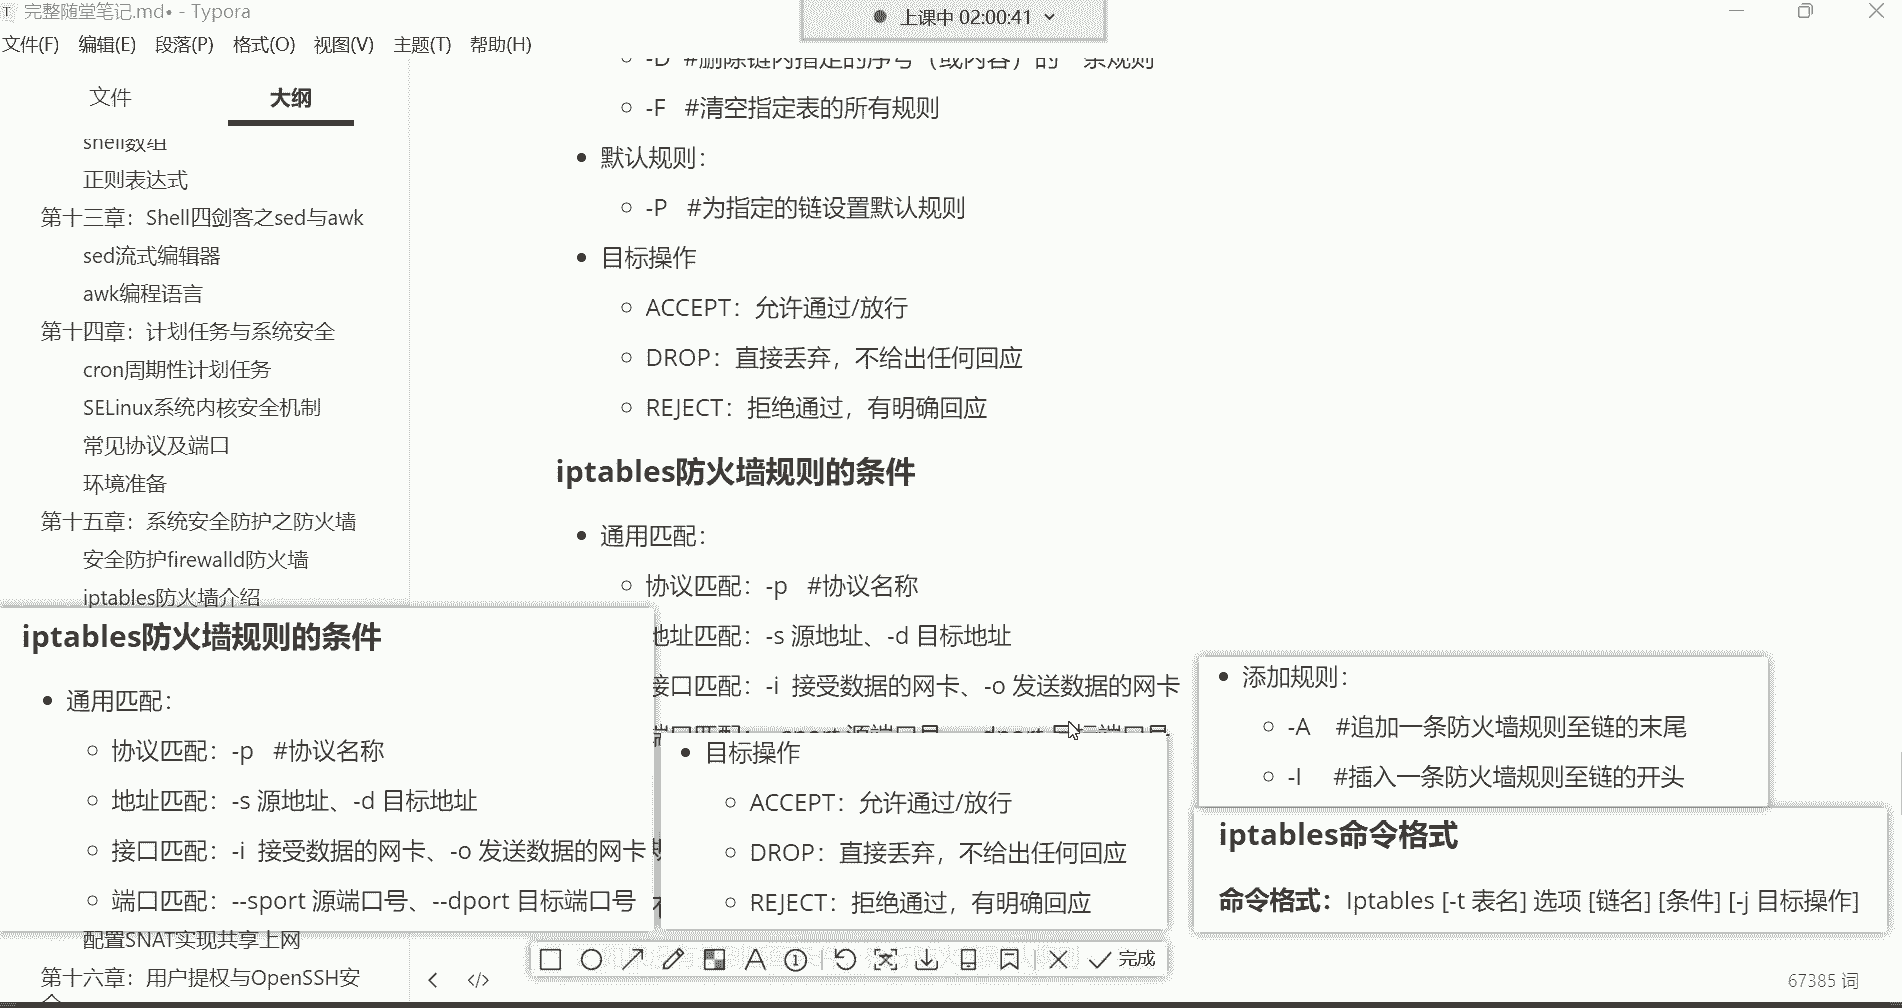 完整随堂笔记.md• - Typora
上课中 02:00:41
文件(F) 编辑(E) 段落(P) 格式(O) 视图(V) 主题(T) 帮助(H)
文件 大纲
shell数组
正则表达式
第十三章：Shell四剑客之sed与awk
sed流式编辑器
awk编程语言
第十四章：计划任务与系统安全
cron周期性计划任务
SELinux系统内核安全机制
常见协议及端口
环境准备
第十五章：系统安全防护之防火墙
安全防护firewalld防火墙
iptables防火墙介绍
-D #删除链内指定的序号（或内容）的一条规则
-F #清空指定表的所有规则
默认规则：
-P #为指定的链设置默认规则
目标操作
ACCEPT：允许通过/放行
DROP：直接丢弃，不给出任何回应
REJECT：拒绝通过，有明确回应
iptables防火墙规则的条件
通用匹配：
协议匹配：-p #协议名称
地址匹配：-s 源地址、-d 目标地址
接口匹配：-i 接受数据的网卡、-o 发送数据的网卡
端口匹配：--sport 源端口号、--dport 目标端口号
iptables防火墙规则的条件
通用匹配：
协议匹配：-p #协议名称
地址匹配：-s 源地址、-d 目标地址
接口匹配：-i 接受数据的网卡、-o 发送数据的网卡
端口匹配：--sport 源端口号、--dport 目标端口号
目标操作
ACCEPT：允许通过/放行
DROP：直接丢弃，不给出任何回应
REJECT：拒绝通过，有明确回应
添加规则：
-A #追加一条防火墙规则至链的末尾
-I #插入一条防火墙规则至链的开头
iptables命令格式
命令格式：Iptables [-t 表名] 选项 [链名] [条件] [-j 目标操作]
配置SNAT实现共享上网
第十六章：用户提权与OpenSSH安
完成
67385 词